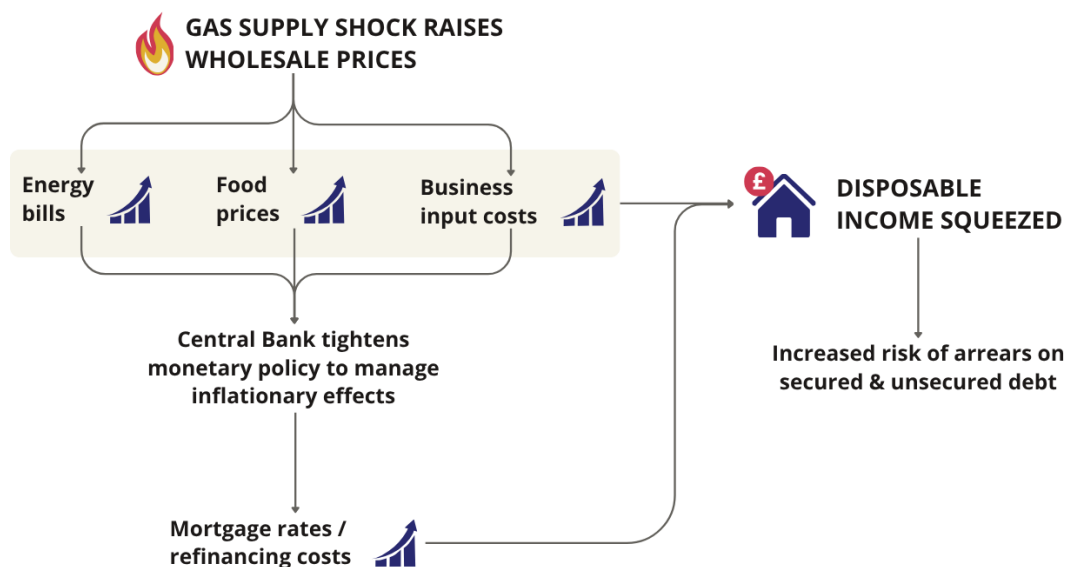 GAS SUPPLY SHOCK RAISES
WHOLESALE PRICES
Energy
bills
Food
prices
Business
input costs
£
DISPOSABLE
INCOME SQUEEZED
Central Bank tightens
monetary policy to manage
inflationary effects
Increased risk of arrears on
secured & unsecured debt
Mortgage rates /
refinancing costs